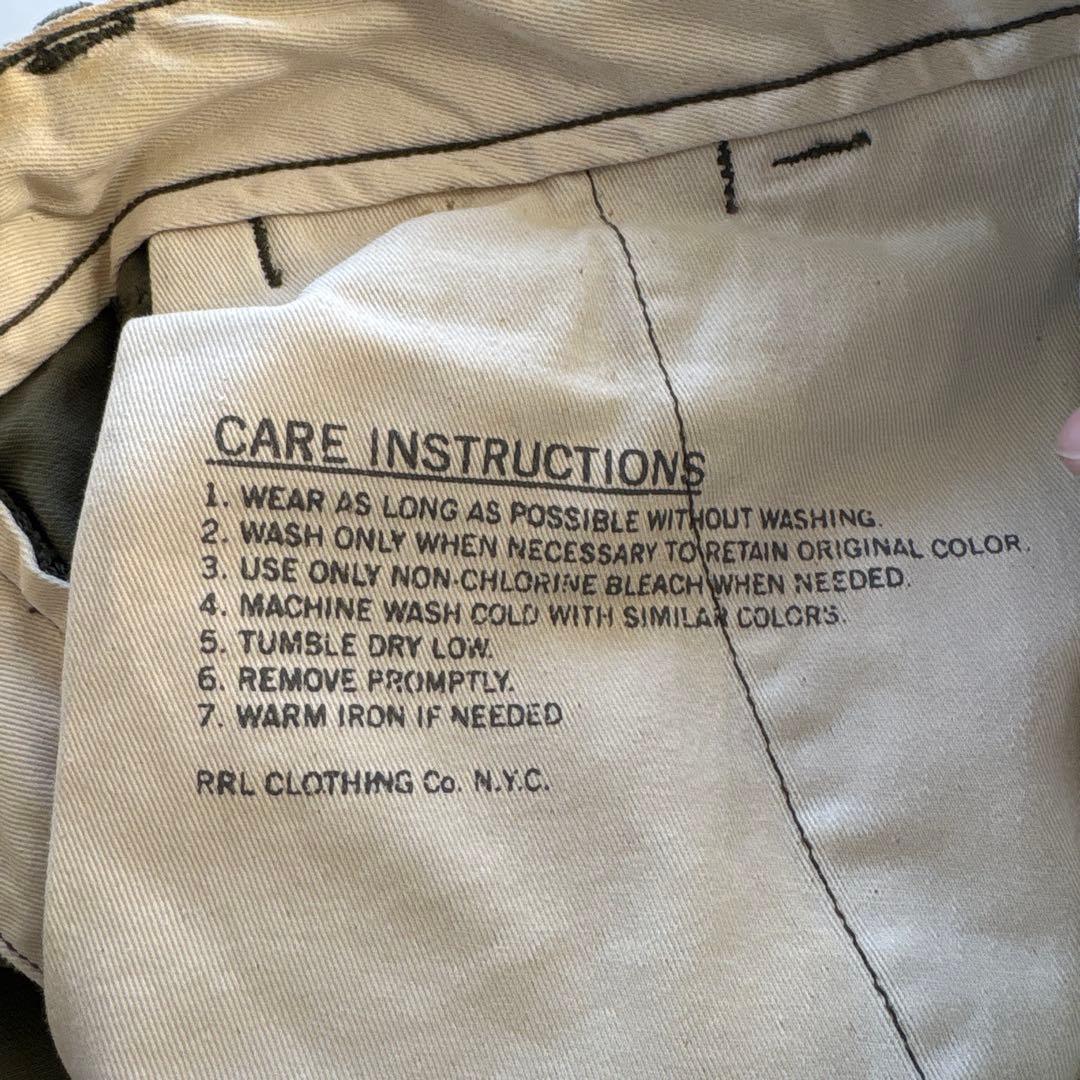 CARE INSTRUCTIONS
1. WEAR AS LONG AS POSSIBLE WITHOUT WASHING.
2. WASH ONLY WHEN NECESSARY TO RETAIN ORIGINAL COLOR.
3. USE ONLY NON-CHLORINE BLEACH WHEN NEEDED.
4. MACHINE WASH COLD WITH SIMILAR COLORS.
5. TUMBLE DRY LOW.
6. REMOVE PROMPTLY.
7. WARM IRON IF NEEDED
RRL CLOTHING Co. N.Y.C.